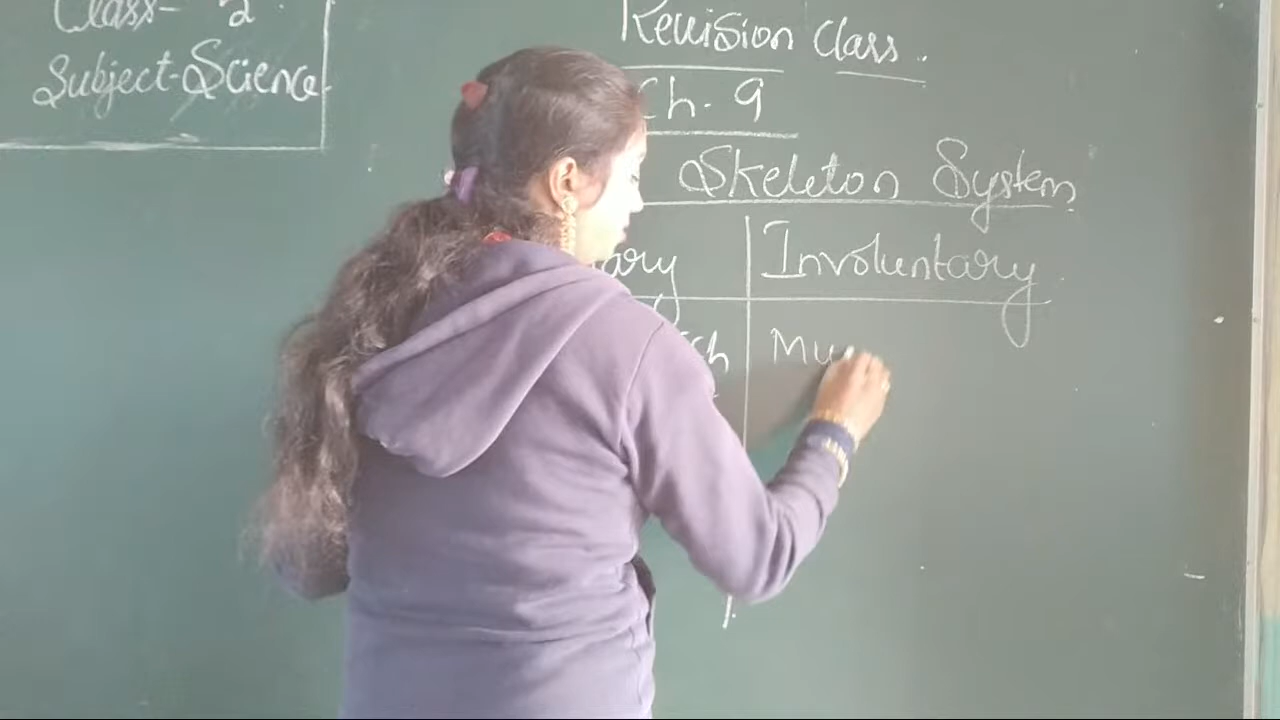 Class- 2
Subject-Science
Revision Class.
Ch- 9
Skeleton System
Involuntary